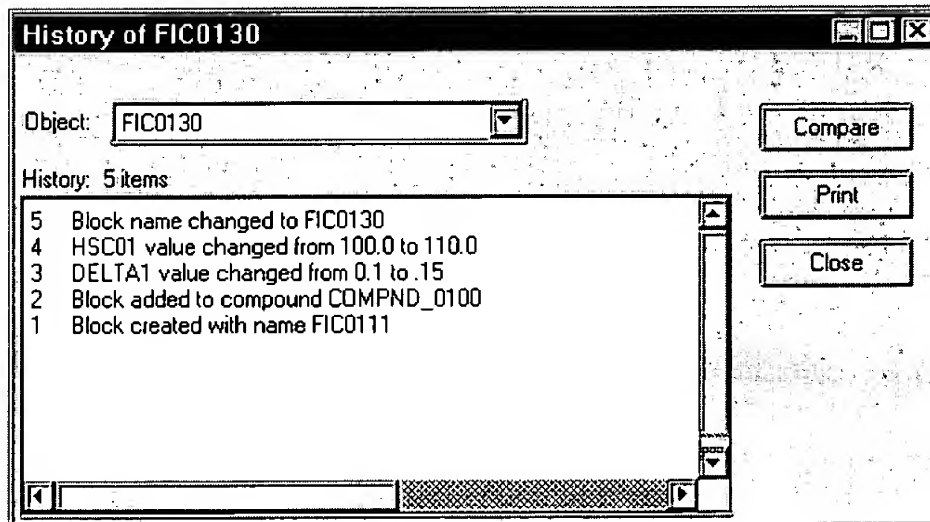 History of FIC0130
Object: FIC0130
Compare
History: 5 items
Print
5 Block name changed to FIC0130
4 HSC01 value changed from 100.0 to 110.0
Close
3 DELTA1 value changed from 0.1 to .15
2 Block added to compound COMPND_0100
1 Block created with name FIC0111